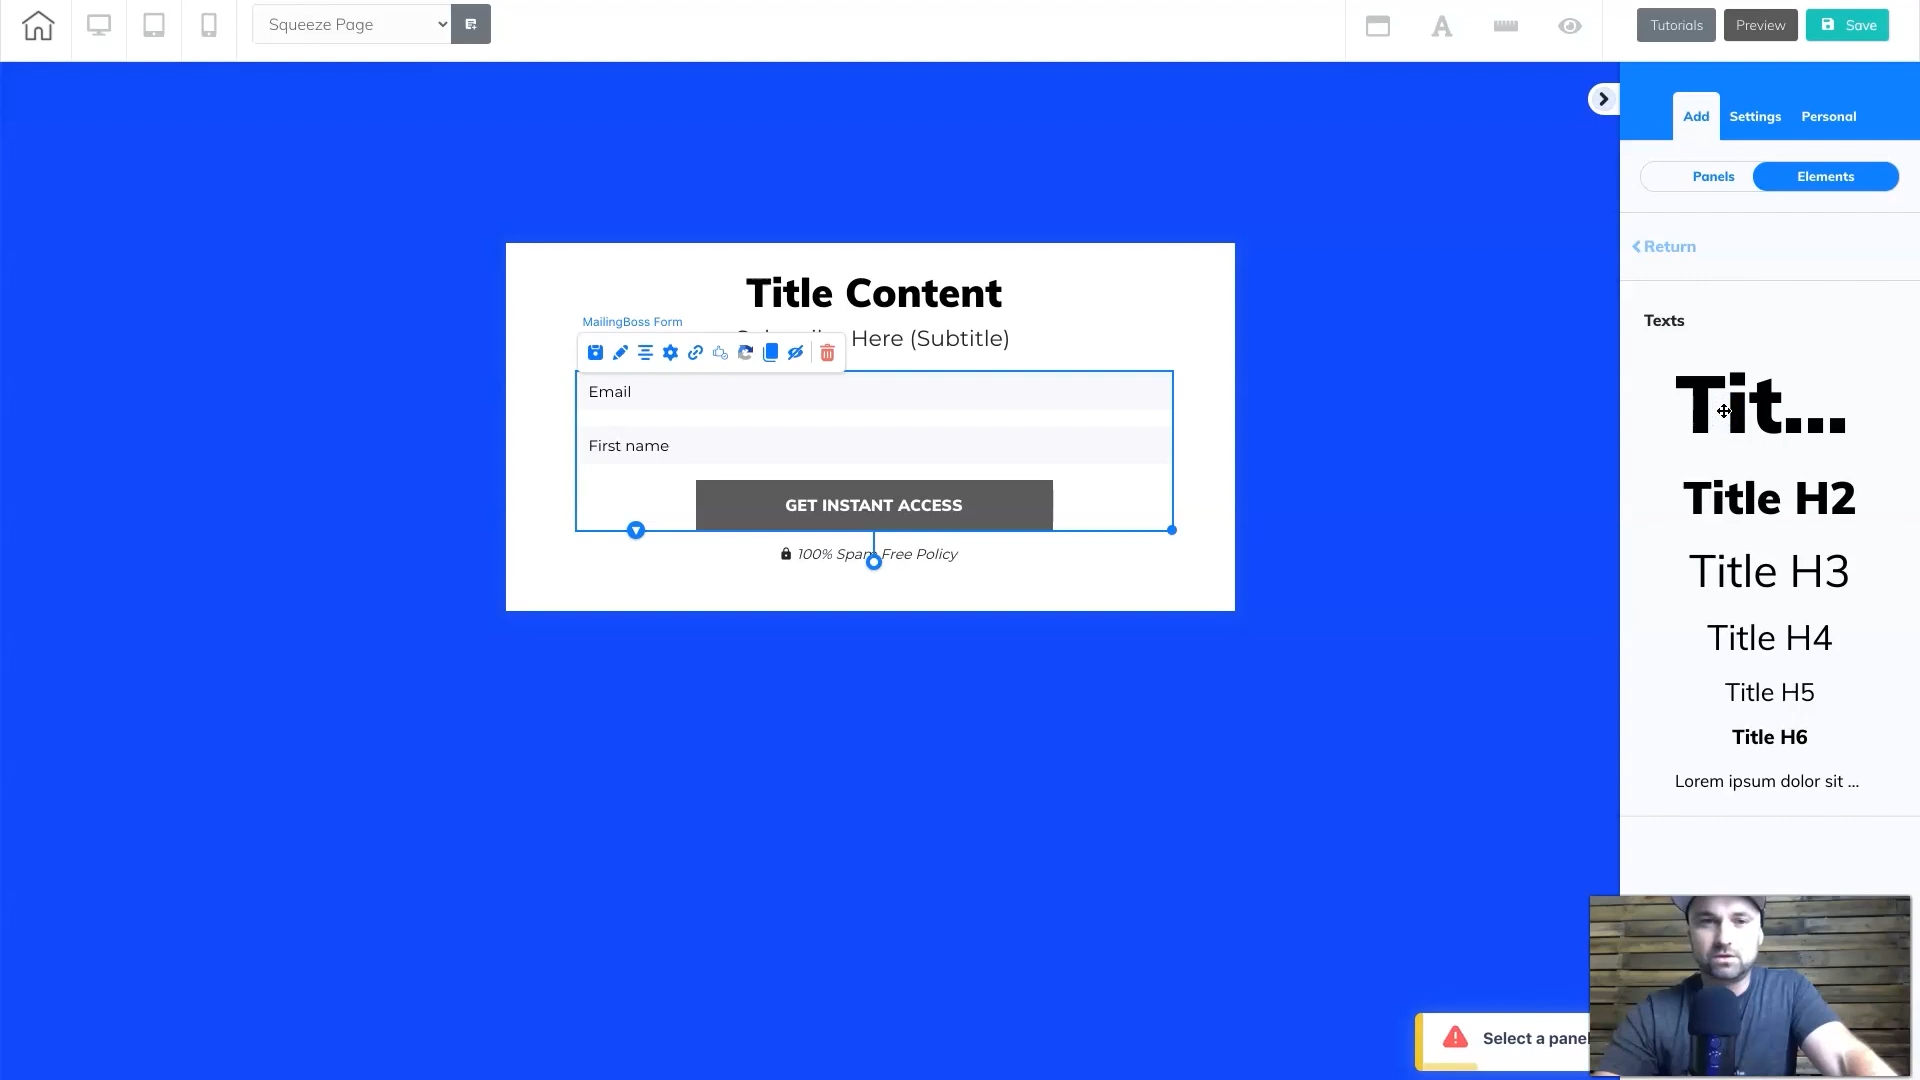 Squeeze Page
Tutorials
Preview
Save
Add
Settings
Personal
Panels
Elements
Return
Texts
Tit...
Title H2
Title H3
Title H4
Title H5
Title H6
Lorem ipsum dolor sit ...
Title Content
MailingBoss Form
Here (Subtitle)
Email
First name
GET INSTANT ACCESS
100% Spam Free Policy
Select a panel